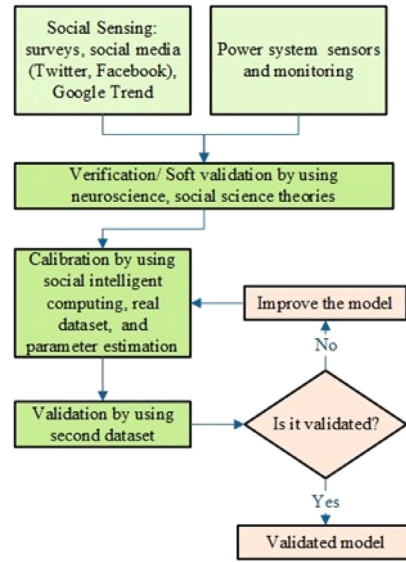 Social Sensing:
surveys, social media
(Twitter, Facebook),
Google Trend
Power system sensors
and monitoring
Verification/ Soft validation by using
neuroscience, social science theories
Calibration by using
social intelligent
computing, real
dataset, and
parameter estimation
Improve the model
No
Validation by using
second dataset
Is it validated?
Yes
Validated model